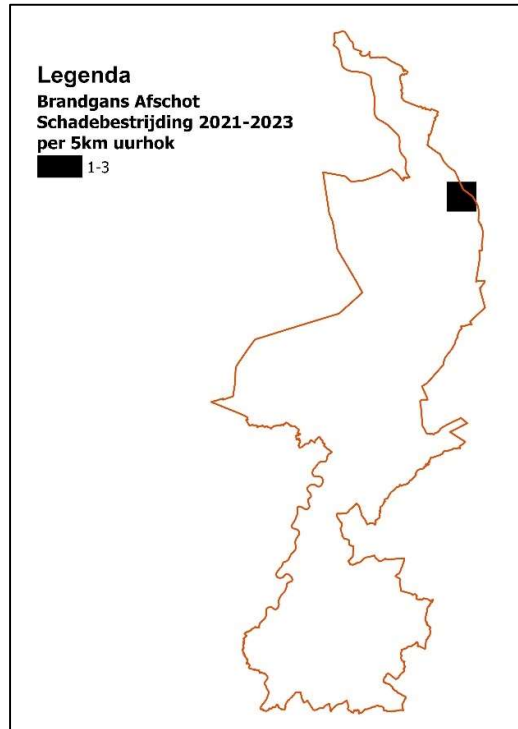 Legenda
Brandgans Afschot
Schadebestrijding 2021-2023
per 5km uurhok
1-3